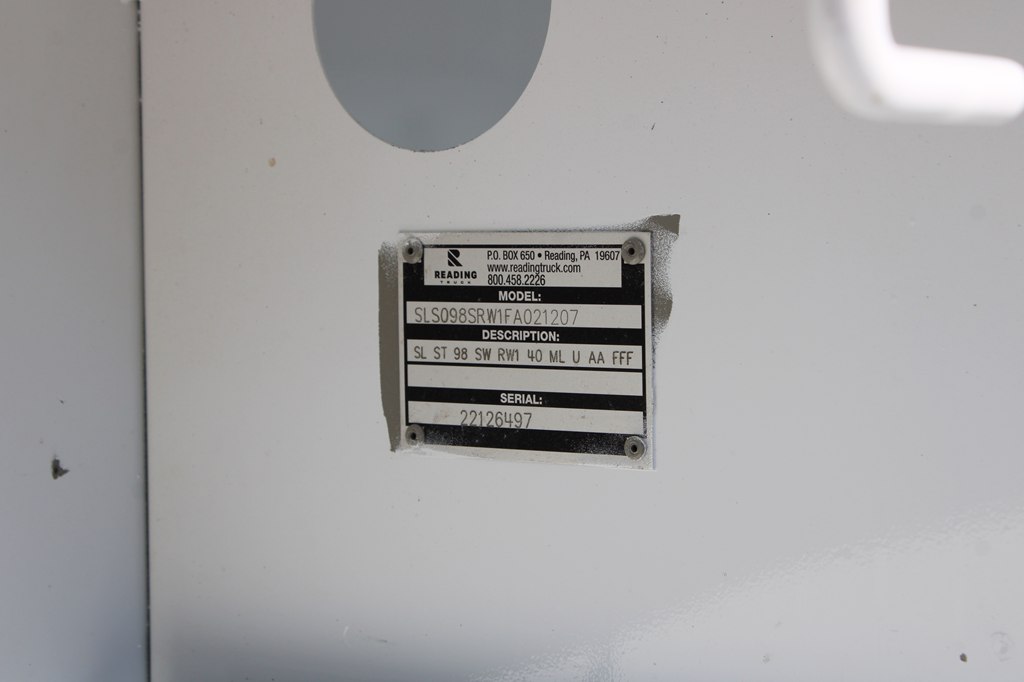 READING
TRUCK
P.O. BOX 650 • Reading, PA 19607
www.readingtruck.com
800.458.2226
MODEL:
SLS098SRW1FA021207
DESCRIPTION:
SL ST 98 SW RW1 40 ML U AA FFF
SERIAL:
22126497